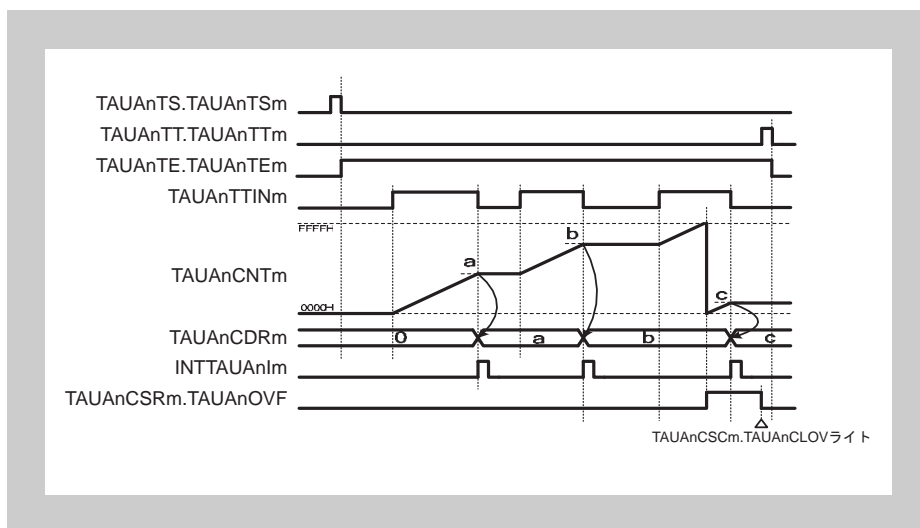 TAUAnTS.TAUAnTSm
TAUAnTT.TAUAnTTm
TAUAnTE.TAUAnTEm
TAUAnTTINm
FFFFH
TAUAnCNTm
a
b
c
0000H
TAUAnCDRm
0
a
b
c
INTTAUAnIm
TAUAnCSRm.TAUAnOVF
TAUAnCSCm.TAUAnCLOVライト